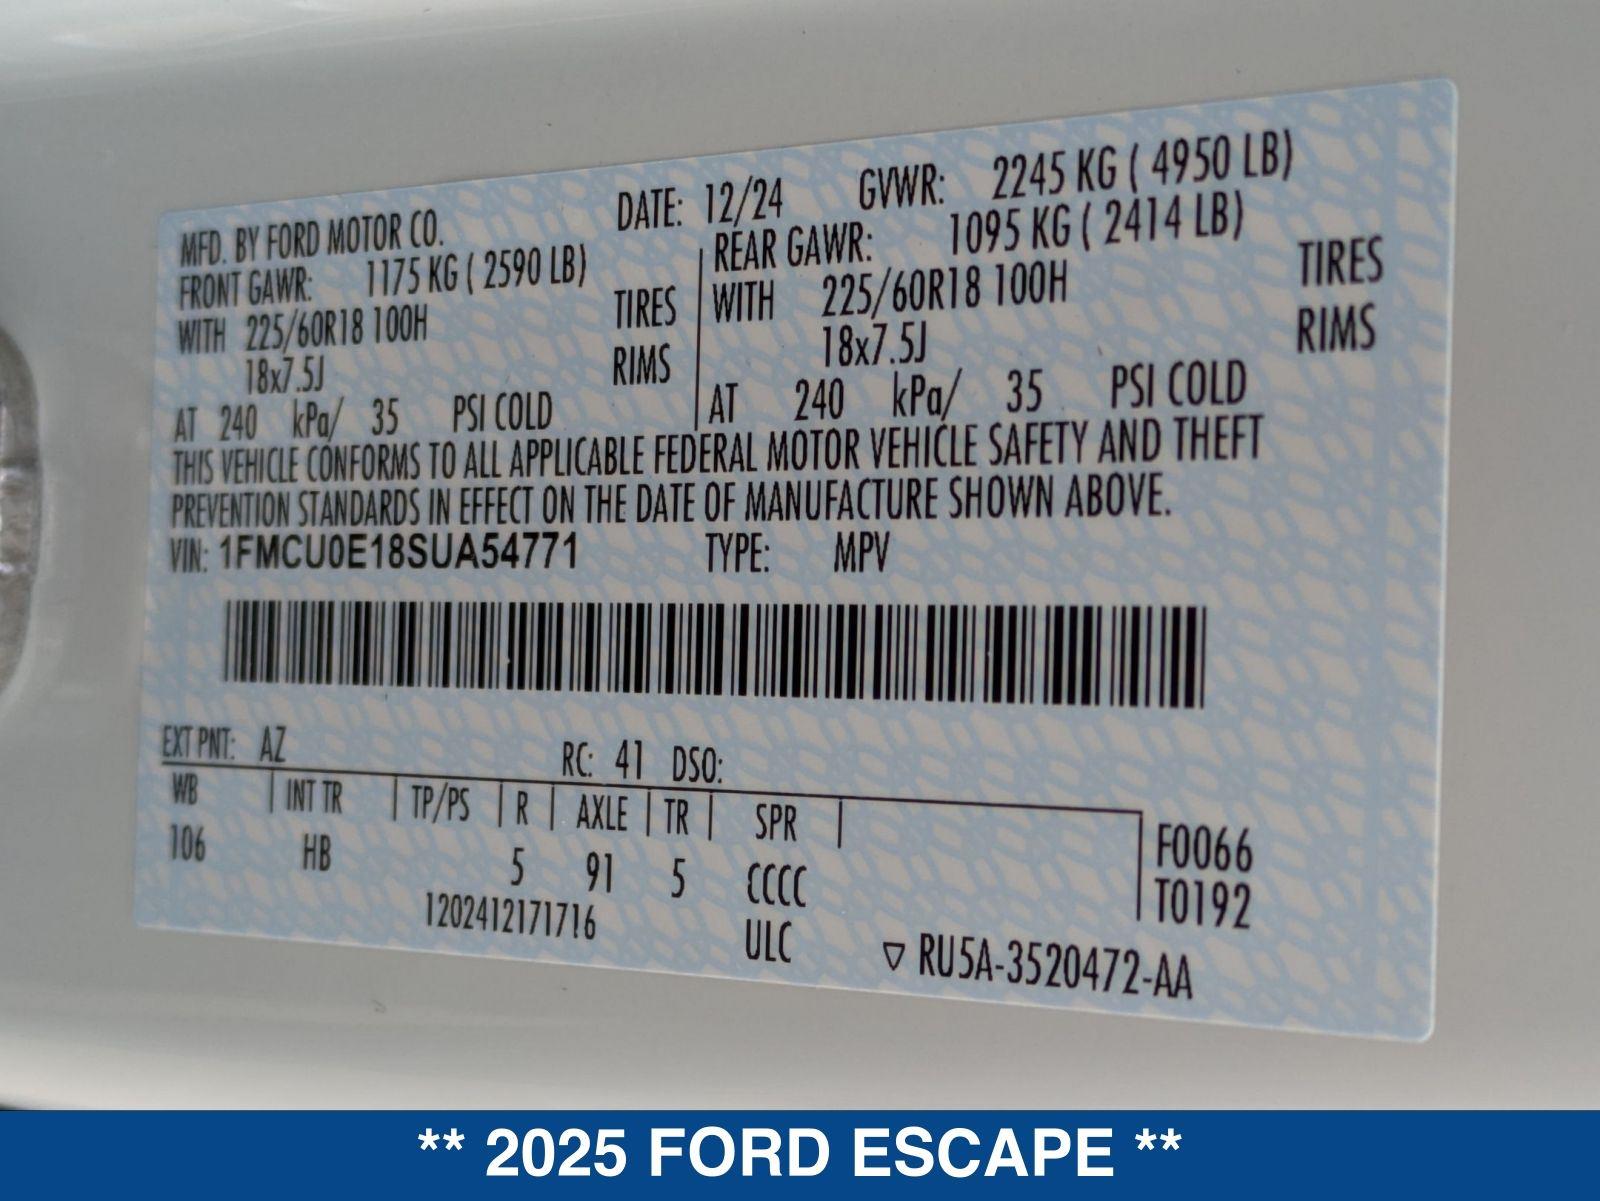 MFD. BY FORD MOTOR CO. DATE: 12/24 GVWR: 2245 KG ( 4950 LB)
FRONT GAWR: 1175 KG ( 2590 LB) REAR GAWR: 1095 KG ( 2414 LB)
WITH 225/60R18 100H TIRES WITH 225/60R18 100H TIRES
18x7.5J RIMS 18x7.5J RIMS
AT 240 kPa/ 35 PSI COLD AT 240 kPa/ 35 PSI COLD
THIS VEHICLE CONFORMS TO ALL APPLICABLE FEDERAL MOTOR VEHICLE SAFETY AND THEFT
PREVENTION STANDARDS IN EFFECT ON THE DATE OF MANUFACTURE SHOWN ABOVE.
VIN: 1FMCU0E18SUA54771 TYPE: MPV
EXT PNT: AZ RC: 41 DSO:
WB INT TR TP/PS R AXLE TR SPR
106 HB 5 91 5 CCCC
F0066
T0192
1202412171716 ULC ▽ RU5A-3520472-AA
** 2025 FORD ESCAPE **